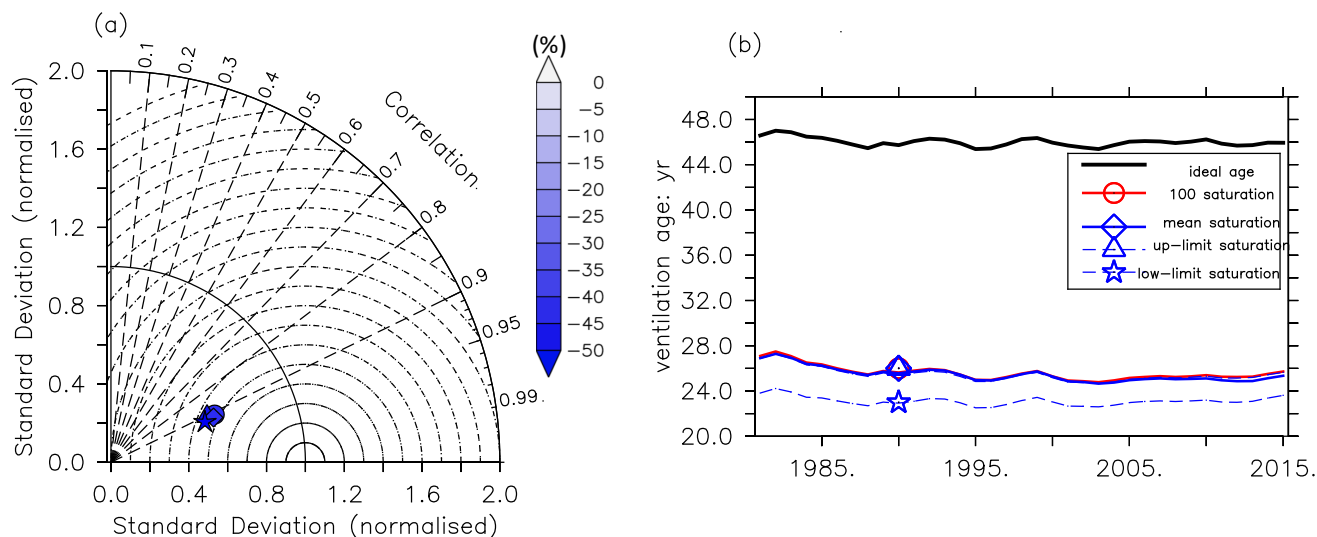 (a)
Standard Deviation (normalised)
2.0
1.6
1.2
0.8
0.4
0.0
0.0 0.4 0.8 1.2 1.6 2.0
Standard Deviation (normalised)
0.1
0.2
0.3
0.4
0.5
0.6
0.7
0.8
0.9
0.95
0.99
Correlation
(%)
0
−5
−10
−15
−20
−25
−30
−35
−40
−45
−50
(b)
ventilation age: yr
48.0
44.0
40.0
36.0
32.0
28.0
24.0
20.0
1985. 1995. 2005. 2015.
ideal age
100 saturation
mean saturation
up−limit saturation
low−limit saturation